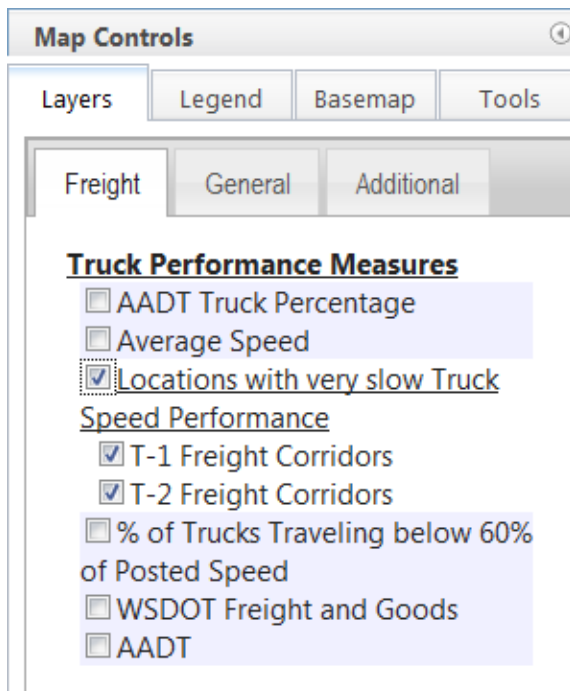 Map Controls
Layers Legend Basemap Tools
Freight General Additional
Truck Performance Measures
AADT Truck Percentage
Average Speed
Locations with very slow Truck
Speed Performance
T-1 Freight Corridors
T-2 Freight Corridors
% of Trucks Traveling below 60%
of Posted Speed
WSDOT Freight and Goods
AADT